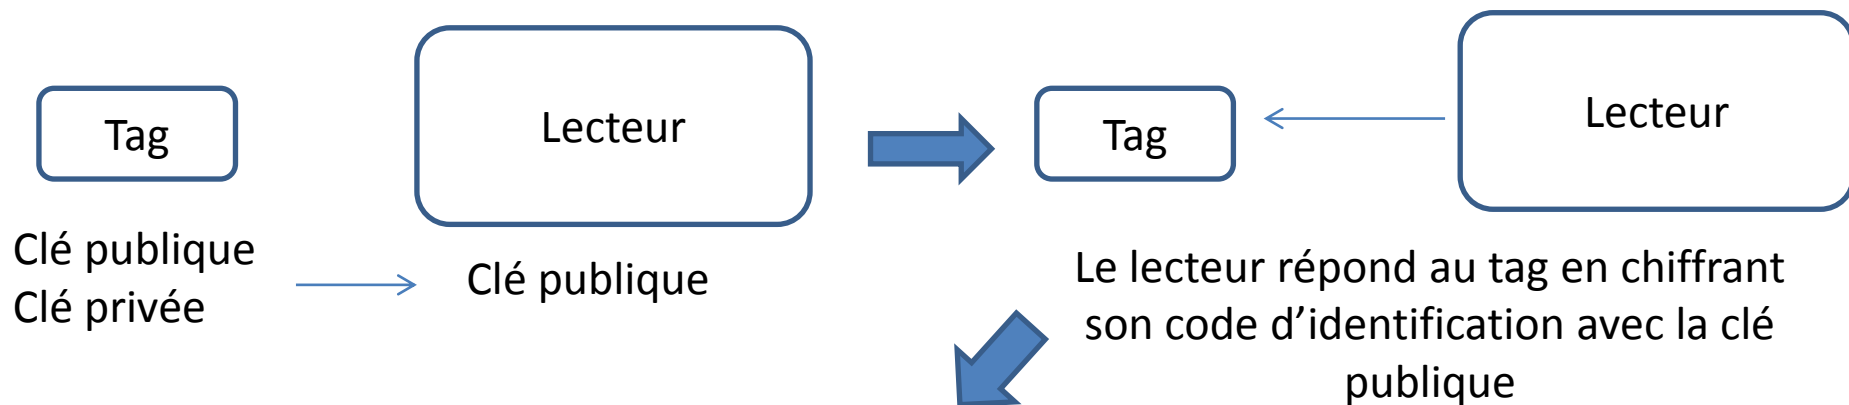 Tag
Lecteur
Clé publique
Clé privée
Clé publique
Tag
Lecteur
Le lecteur répond au tag en chiffrant
son code d’identification avec la clé
publique